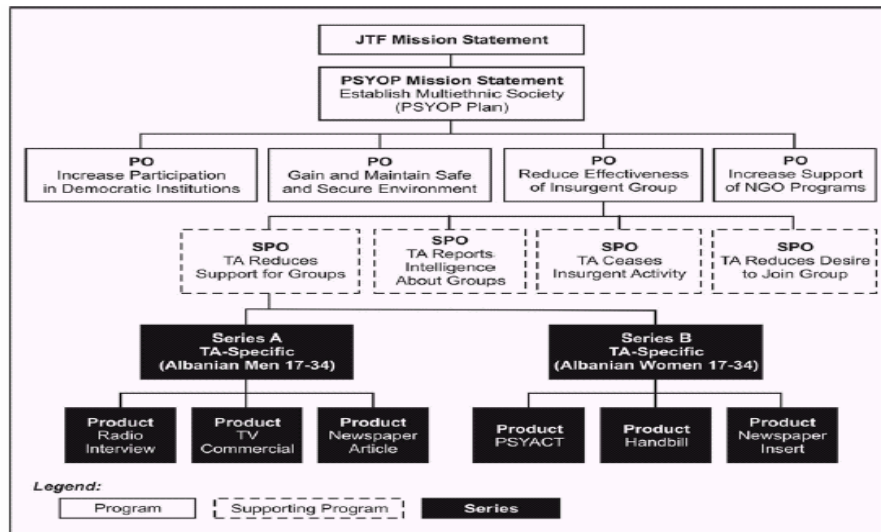 JTF Mission Statement
PSYOP Mission Statement
Establish Multiethnic Society
(PSYOP Plan)
PO
Increase Participation
in Democratic Institutions
PO
Gain and Maintain Safe
and Secure Environment
PO
Reduce Effectiveness
of Insurgent Group
PO
Increase Support
of NGO Programs
SPO
TA Reduces
Support for Groups
SPO
TA Reports
Intelligence
About Groups
SPO
TA Ceases
Insurgent Activity
SPO
TA Reduces Desire
to Join Group
Series A
TA-Specific
(Albanian Men 17-34)
Series B
TA-Specific
(Albanian Women 17-34)
Product
Radio
Interview
Product
TV
Commercial
Product
Newspaper
Article
Product
PSYACT
Product
Handbill
Product
Newspaper
Insert
Legend:
Program
Supporting Program
Series